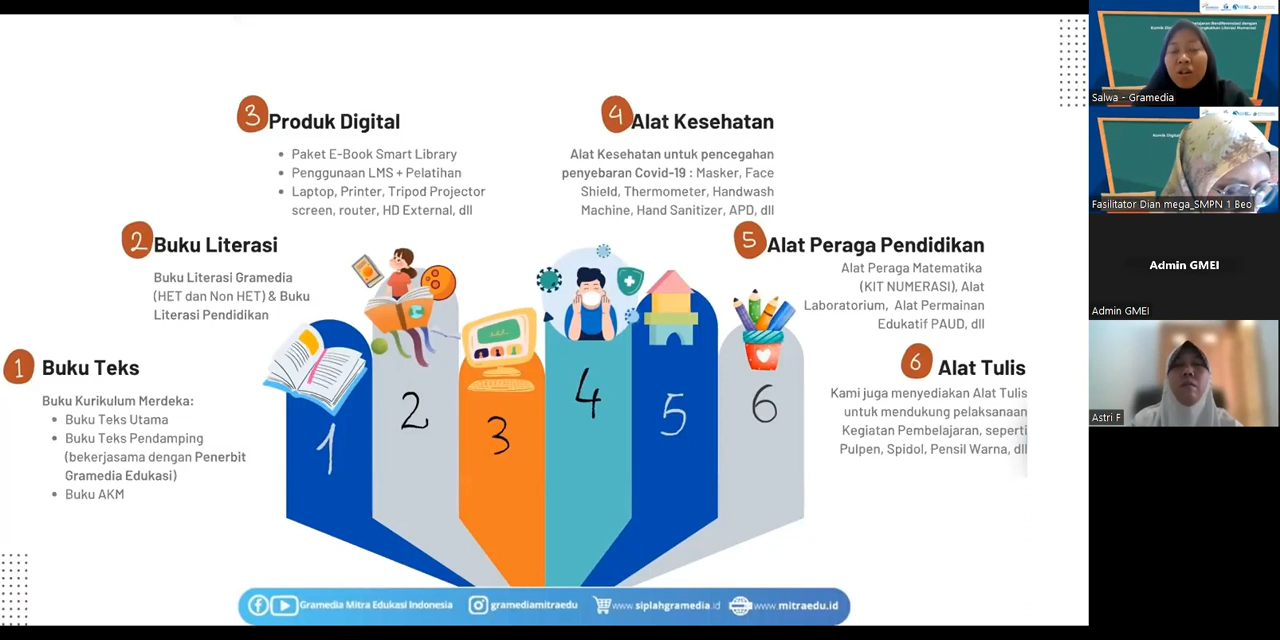 3 Produk Digital
Paket E-Book Smart Library
Penggunaan LMS + Pelatihan
Laptop, Printer, Tripod Projector
screen, router, HD External, dll
4 Alat Kesehatan
Alat Kesehatan untuk pencegahan
penyebaran Covid-19 : Masker, Face
Shield, Thermometer, Handwash
Machine, Hand Sanitizer, APD, dll
2 Buku Literasi
Buku Literasi Gramedia
(HET dan Non HET) & Buku
Literasi Pendidikan
5 Alat Peraga Pendidikan
Alat Peraga Matematika
(KIT NUMERASI), Alat
Laboratorium, Alat Permainan
Edukatif PAUD, dll
1 Buku Teks
Buku Kurikulum Merdeka:
Buku Teks Utama
Buku Teks Pendamping
(bekerjasama dengan Penerbit
Gramedia Edukasi)
Buku AKM
6 Alat Tulis
Kami juga menyediakan Alat Tulis
untuk mendukung pelaksanaan
Kegiatan Pembelajaran, seperti
Pulpen, Spidol, Pensil Warna, dll
1
2
3
4
5
6
Gramedia Mitra Edukasi Indonesia
gramediamitraedu
www.siplahgramedia.id
www.mitraedu.id
Salwa - Gramedia
Fasilitator Dian mega_SMPN 1 Beo
Admin GMEI
Admin GMEI
Astri F